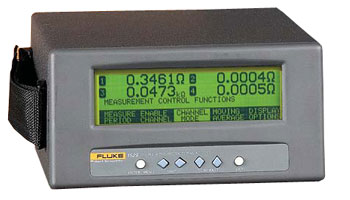 1 0.3461Ω 2 0.0004Ω
3 0.0473kΩ 4 0.0005Ω
MEASUREMENT CONTROL FUNCTIONS
MEASURE ENABLE CHANNEL MOVING DISPLAY
PERIOD CHANNEL MODE AVERAGE OPTIONS
FLUKE 1529